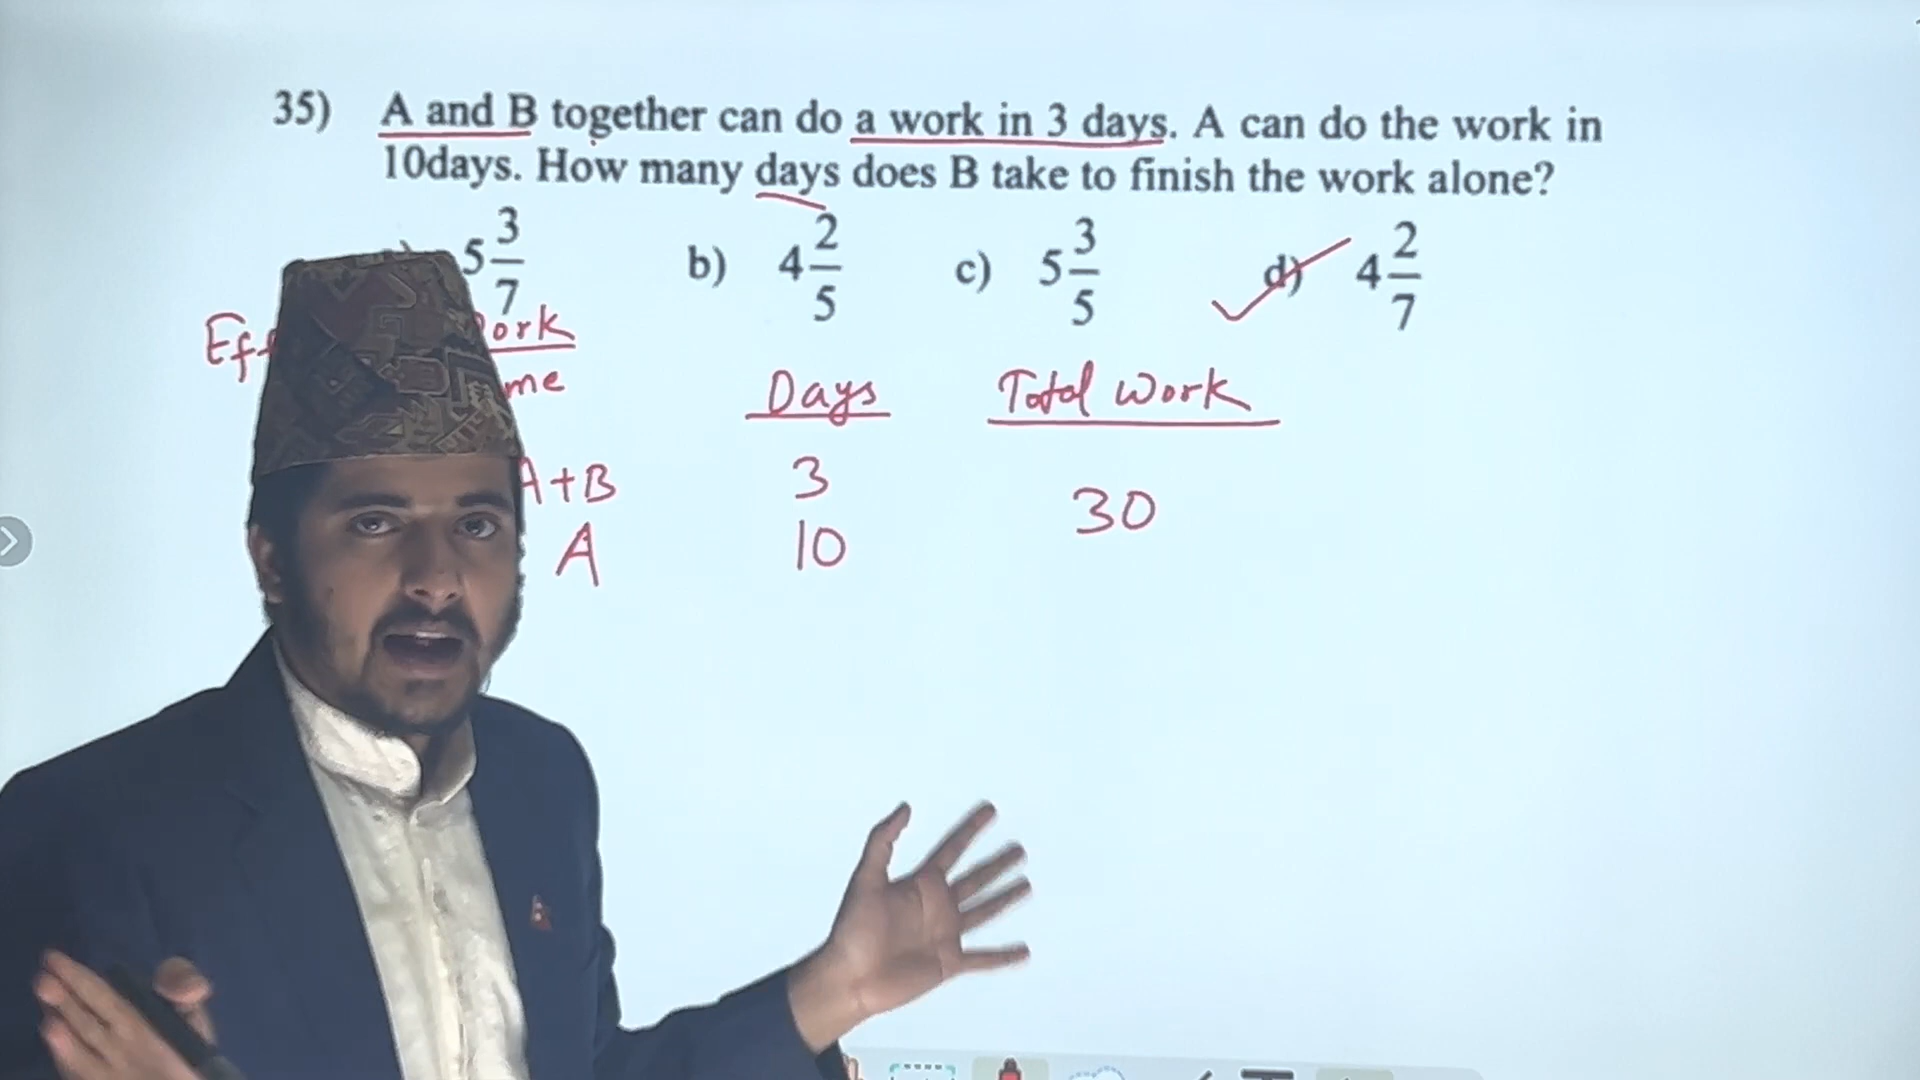 35) A and B together can do a work in 3 days. A can do the work in
10days. How many days does B take to finish the work alone?
5 3/7 b) 4 2/5 c) 5 3/5 d) 4 2/7
Days Total Work
A+B 3 30
A 10